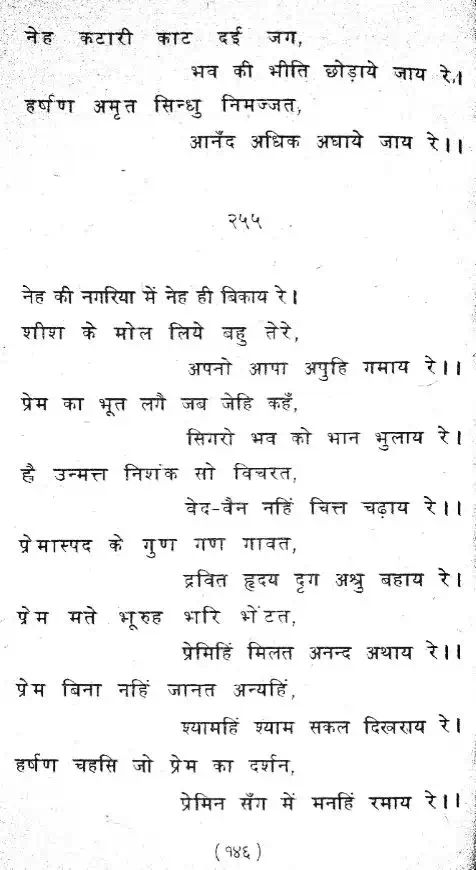 नेह कटारी काट दई जग,
भव की भीति छोड़ाये जाय रे।
हर्षण अमृत सिन्धु निमज्जत,
आनँद अधिक अघाये जाय रे।।
२५५
नेह की नगरिया में नेह ही बिकाय रे।
शीश के मोल लिये बहु तेरे,
अपनो आपा अपुहि गमाय रे।।
प्रेम का भूत लगै जब जेहि कहँ,
सिगरो भव को भान भुलाय रे।
ह्वै उन्मत्त निशंक सो विचरत,
वेद-वैन नहिं चित्त चढ़ाय रे।।
प्रेमास्पद के गुण गण गावत,
द्रवित हृदय दृग अश्रु बहाय रे।
प्रेम मत्ते भूरुह भरि भेंटत,
प्रेमिहिं मिलत अनन्द अथाय रे।।
प्रेम बिना नहिं जानत अन्यहिं,
श्यामहिं श्याम सकल दिखराय रे।
हर्षण चहसि जो प्रेम का दर्शन,
प्रेमिन सँग में मनहिं रमाय रे।।
(१४६)